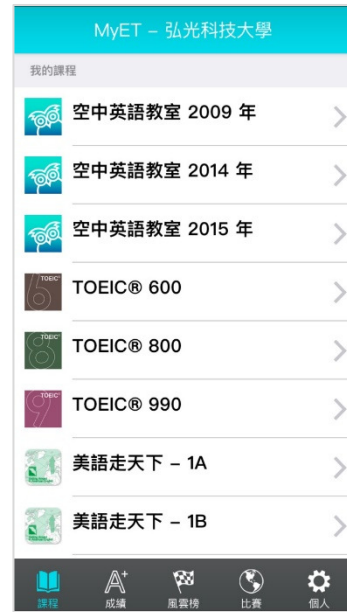 MyET – 弘光科技大學
我的課程
空中英語教室 2009 年
空中英語教室 2014 年
空中英語教室 2015 年
TOEIC
TOEIC® 600
TOEIC
TOEIC® 800
TOEIC
TOEIC® 990
美語走天下 – 1A
美語走天下 – 1B
課程 成績 風雲榜 比賽 個人